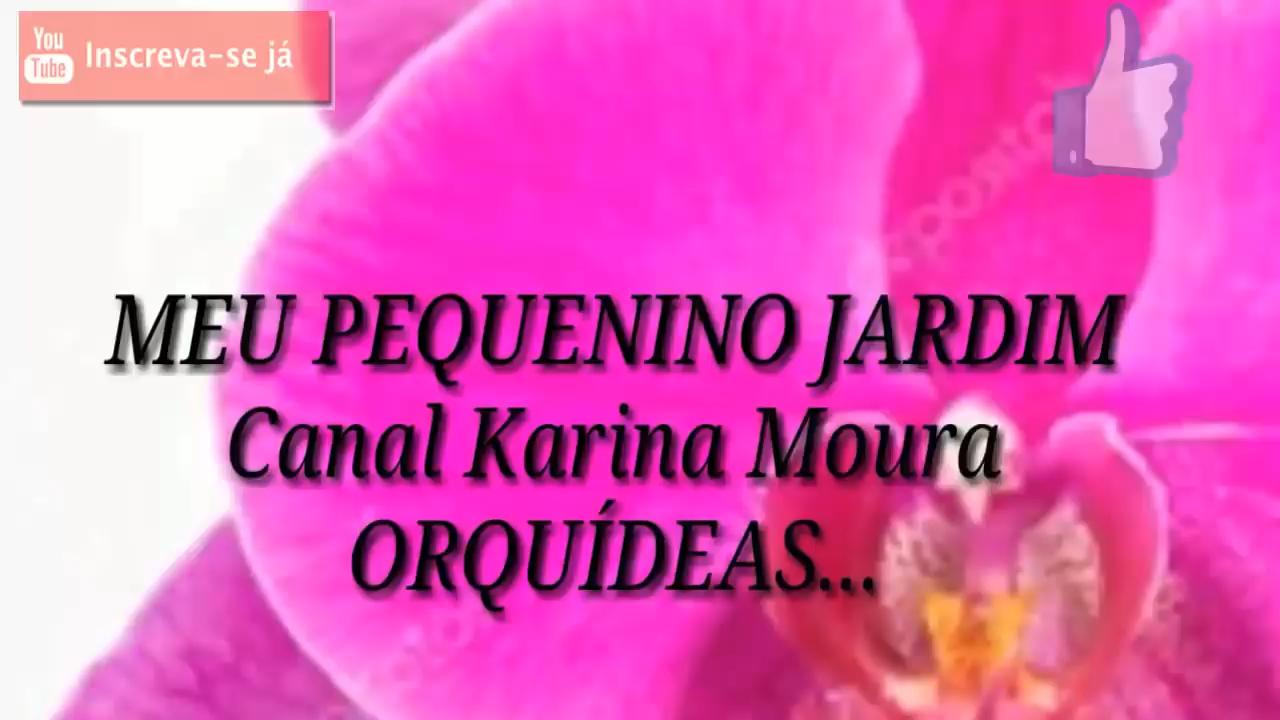 You
Tube
Inscreva-se já
MEU PEQUENINO JARDIM
Canal Karina Moura
ORQUÍDEAS...